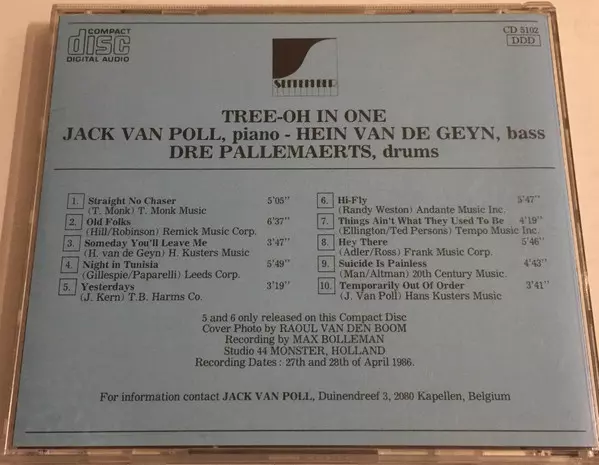 COMPACT
disc
DIGITAL AUDIO
SEPTEMBER
CD 5102
DDD
TREE-OH IN ONE
JACK VAN POLL, piano - HEIN VAN DE GEYN, bass
DRE PALLEMAERTS, drums
1. Straight No Chaser 5'05"
(T. Monk) T. Monk Music
2. Old Folks 6'37"
(Hill/Robinson) Remick Music Corp.
3. Someday You'll Leave Me 3'47"
(H. van de Geyn) H. Kusters Music
4. Night in Tunisia 5'49"
(Gillespie/Paparelli) Leeds Corp.
5. Yesterdays 3'19"
(J. Kern) T.B. Harms Co.
6. Hi-Fly 5'47"
(Randy Weston) Andante Music Inc.
7. Things Ain't What They Used To Be 4'19"
(Ellington/Ted Persons) Tempo Music Inc.
8. Hey There 5'46"
(Adler/Ross) Frank Music Corp.
9. Suicide Is Painless 4'43"
(Man/Altman) 20th Century Music.
10. Temporarily Out Of Order 3'41"
(J. Van Poll) Hans Kusters Music
5 and 6 only released on this Compact Disc
Cover Photo by RAOUL VAN DEN BOOM
Recording by MAX BOLLEMAN
Studio 44 MONSTER, HOLLAND
Recording Dates : 27th and 28th of April 1986.
For information contact JACK VAN POLL, Duinendreef 3, 2080 Kapellen, Belgium